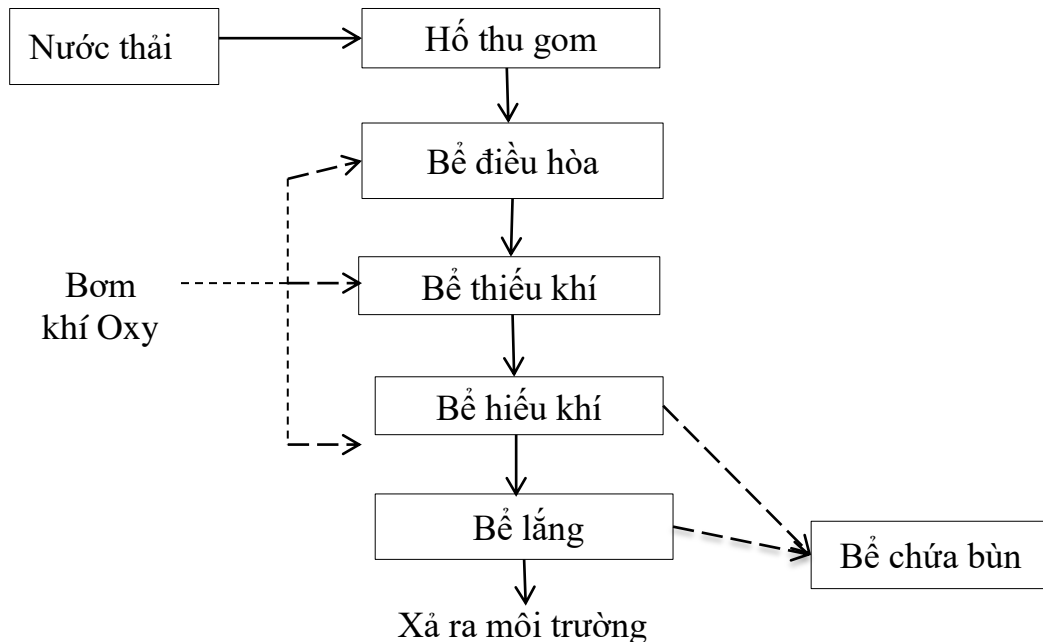 Nước thải
Hố thu gom
Bể điều hòa
Bơm
khí Oxy
Bể thiếu khí
Bể hiếu khí
Bể lắng
Bể chứa bùn
Xả ra môi trường